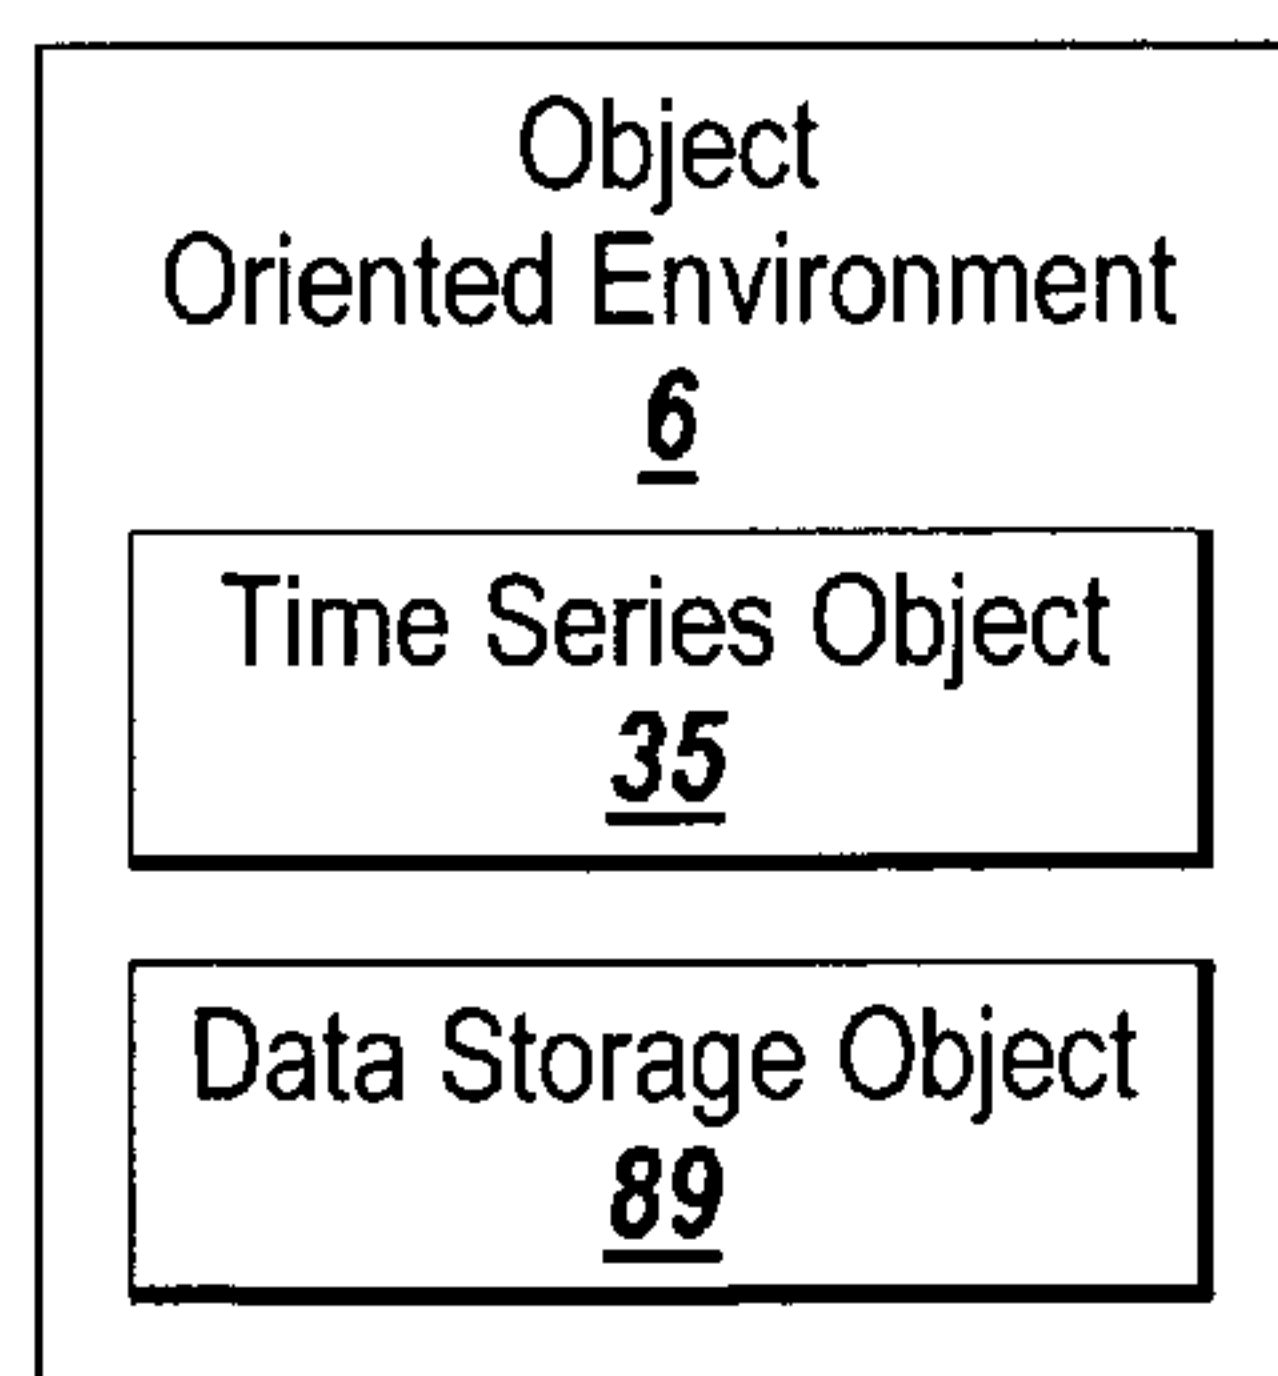 Object
Oriented Environment
6
Time Series Object
35
Data Storage Object
89